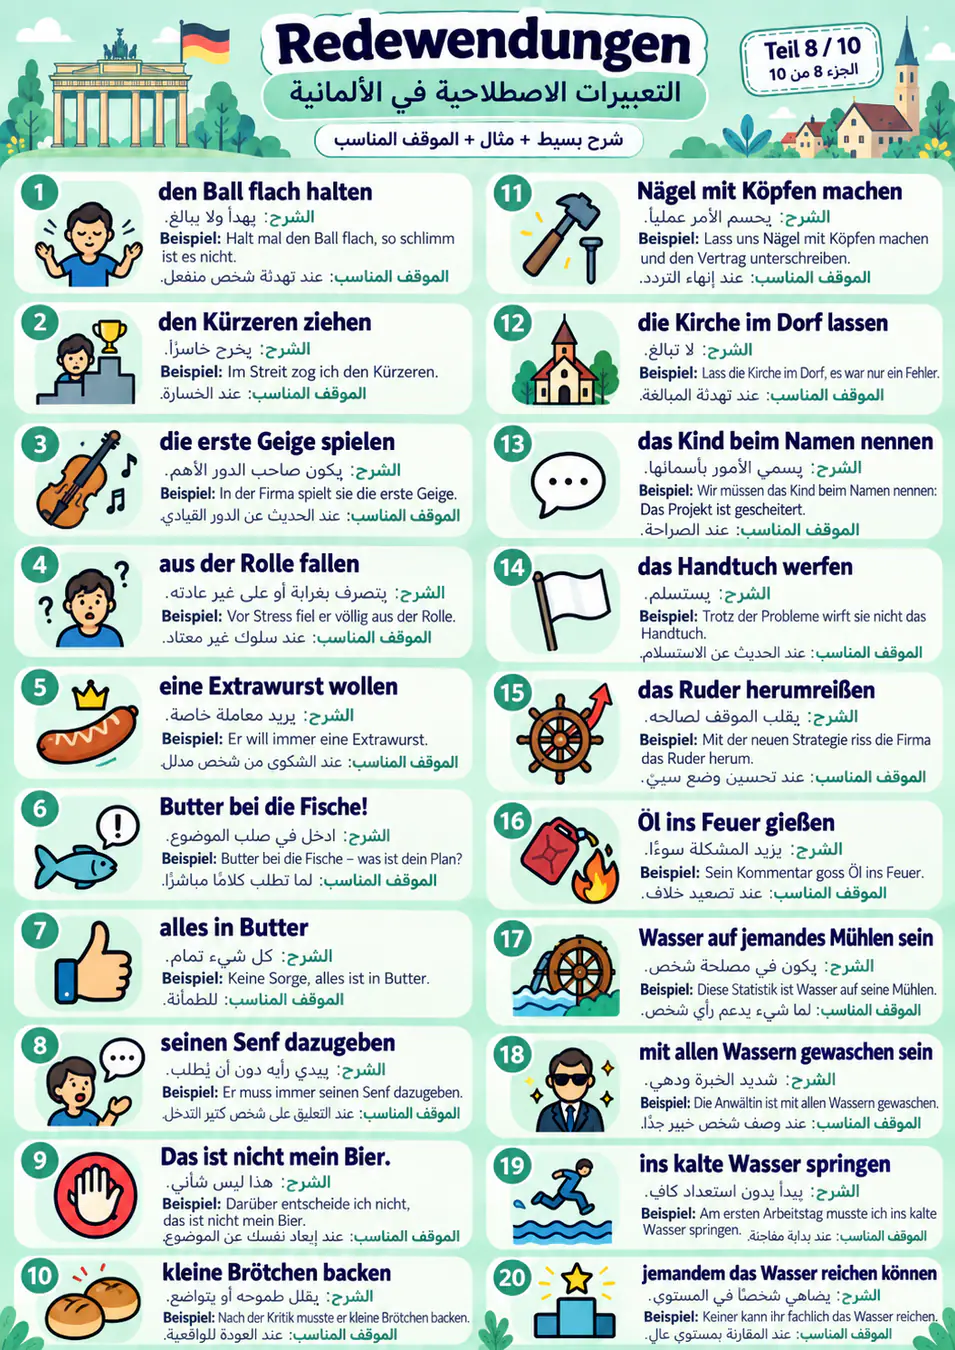 Redewendungen
التعبيرات الاصطلاحية في الألمانية
شرح بسيط + مثال + الموقف المناسب
Teil 8 / 10
الجزء 8 من 10
1
den Ball flach halten
الشرح: يهدأ ولا يبالغ.
Beispiel: Halt mal den Ball flach, so schlimm
ist es nicht.
الموقف المناسب: عند تهدئة شخص منفعل.
2
den Kürzeren ziehen
الشرح: يخرج خاسرًا.
Beispiel: Im Streit zog ich den Kürzeren.
الموقف المناسب: عند الخسارة.
3
die erste Geige spielen
الشرح: يكون صاحب الدور الأهم.
Beispiel: In der Firma spielt sie die erste Geige.
الموقف المناسب: عند الحديث عن الدور القيادي.
4
aus der Rolle fallen
الشرح: يتصرف بغرابة أو على غير عادته.
Beispiel: Vor Stress fiel er völlig aus der Rolle.
الموقف المناسب: عند سلوك غير معتاد.
5
eine Extrawurst wollen
الشرح: يريد معاملة خاصة.
Beispiel: Er will immer eine Extrawurst.
الموقف المناسب: عند الشكوى من شخص مدلل.
6
Butter bei die Fische!
الشرح: ادخل في صلب الموضوع.
Beispiel: Butter bei die Fische – was ist dein Plan?
الموقف المناسب: لما تطلب كلامًا مباشرًا.
7
alles in Butter
الشرح: كل شيء تمام.
Beispiel: Keine Sorge, alles ist in Butter.
الموقف المناسب: للطمأنة.
8
seinen Senf dazugeben
الشرح: يبدي رأيه دون أن يُطلب.
Beispiel: Er muss immer seinen Senf dazugeben.
الموقف المناسب: عند التعليق على شخص كتير التدخل.
9
Das ist nicht mein Bier.
الشرح: هذا ليس شأني.
Beispiel: Darüber entscheide ich nicht,
das ist nicht mein Bier.
الموقف المناسب: عند إبعاد نفسك عن الموضوع.
10
kleine Brötchen backen
الشرح: يقلل طموحه أو يتواضع.
Beispiel: Nach der Kritik musste er kleine Brötchen backen.
الموقف المناسب: عند العودة للواقعية.
11
Nägel mit Köpfen machen
الشرح: يحسم الأمر عمليأ.
Beispiel: Lass uns Nägel mit Köpfen machen
und den Vertrag unterschreiben.
الموقف المناسب: عند إنهاء التردد.
12
die Kirche im Dorf lassen
الشرح: لا تبالغ.
Beispiel: Lass die Kirche im Dorf, es war nur ein Fehler.
الموقف المناسب: عند تهدئة المبالغة.
13
das Kind beim Namen nennen
الشرح: يسمي الأمور بأسمائها.
Beispiel: Wir müssen das Kind beim Namen nennen:
Das Projekt ist gescheitert.
الموقف المناسب: عند الصراحة.
14
das Handtuch werfen
الشرح: يستسلم.
Beispiel: Trotz der Probleme wirft sie nicht das
Handtuch.
الموقف المناسب: عند الحديث عن الاستسلام.
15
das Ruder herumreißen
الشرح: يقلب الموقف لصالحه.
Beispiel: Mit der neuen Strategie riss die Firma
das Ruder herum.
الموقف المناسب: عند تحسين وضع سيئ.
16
Öl ins Feuer gießen
الشرح: يزيد المشكلة سوءًا.
Beispiel: Sein Kommentar goss Öl ins Feuer.
الموقف المناسب: عند تصعيد خلاف.
17
Wasser auf jemandes Mühlen sein
الشرح: يكون في مصلحة شخص.
Beispiel: Diese Statistik ist Wasser auf seine Mühlen.
الموقف المناسب: لما شيء يدعم رأي شخص.
18
mit allen Wassern gewaschen sein
الشرح: شديد الخبرة ودهي.
Beispiel: Die Anwältin ist mit allen Wassern gewaschen.
الموقف المناسب: عند وصف شخص خبير جدًا.
19
ins kalte Wasser springen
الشرح: يبدأ بدون استعداد كافٍ.
Beispiel: Am ersten Arbeitstag musste ich ins kalte
Wasser springen. الموقف المناسب: عند بداية مفاجئة.
20
jemandem das Wasser reichen können
الشرح: يضاهي شخصًا في المستوي.
Beispiel: Keiner kann ihr fachlich das Wasser reichen.
الموقف المناسب: عند المقارنة بمستوي عالٍ.